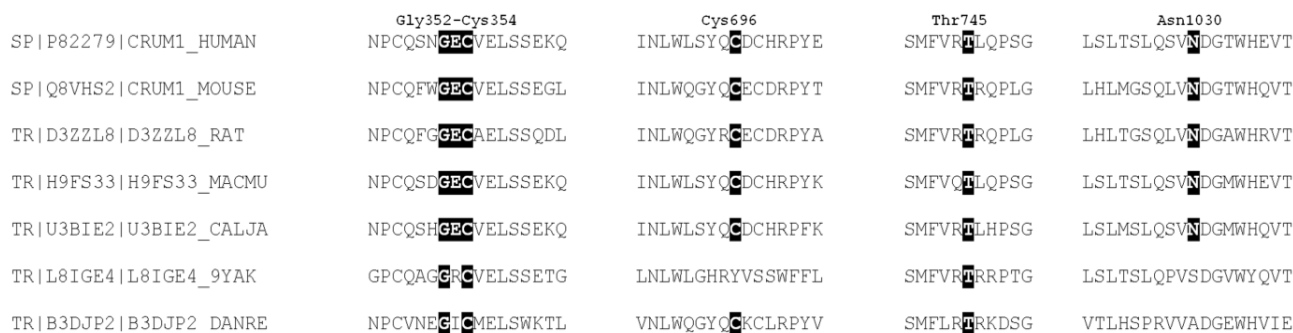 Gly352-Cys354 Cys696 Thr745 Asn1030
SP|P82279|CRUM1_HUMAN NPCQSNGECVELSSEKQ INLWLSYQCDCHRPYE SMFVRTLQPSG LSLTSLQSVNDGTWHEVT
SP|Q8VHS2|CRUM1_MOUSE NPCQFWGECVELSSEGL INLWQGYQCECDRPYT SMFVRTRQPLG LHLMGSQLVNDGTWHQVT
TR|D3ZZL8|D3ZZL8_RAT NPCQFGGECAELSSQDL INLWQGYRCECDRPYA SMFVRTRQPLG LHLTGSQLVNDGAWHRVT
TR|H9FS33|H9FS33_MACMU NPCQSDGECVELSSEKQ INLWLSYQCDCHRPYK SMFVQTLQPSG LSLTSLQSVNDGMWHEVT
TR|U3BIE2|U3BIE2_CALJA NPCQSHGECVELSSEKQ INLWLSYQCDCHRPFK SMFVRTLHPSG LSLMSLQSVNDGMWHQVT
TR|L8IGE4|L8IGE4_9YAK GPCQAGGRCVELSSETG LNLWLGHRYVSSWFFL SMFVRTRRPTG LSLTSLQPVSDGVWYQVT
TR|B3DJP2|B3DJP2 DANRE NPCVNEGICMELSWKTL VNLWQGYQCKCLRPYV SMFLRTRKDSG VTLHSPRVVADGEWHVIE